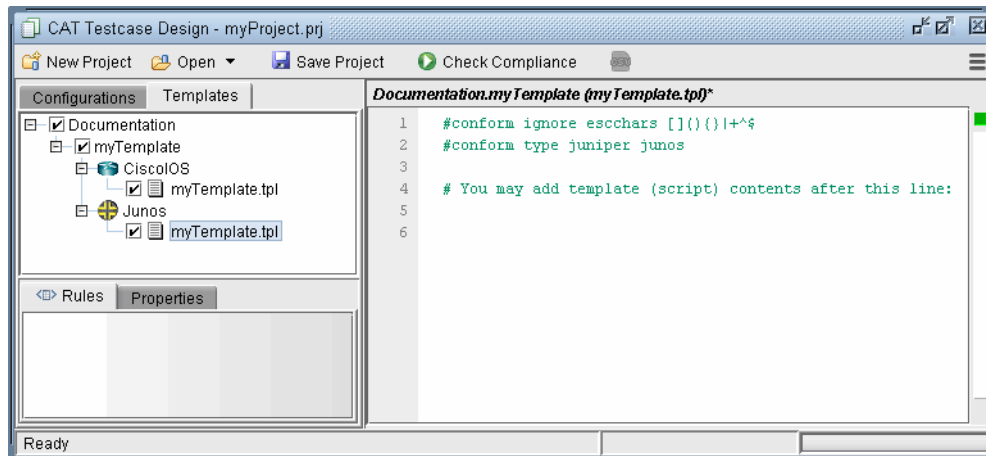 CAT Testcase Design - myProject.prj
New Project Open Save Project Check Compliance
Configurations Templates
Documentation
myTemplate
CiscoIOS
myTemplate.tpl
Junos
myTemplate.tpl
Rules Properties
Documentation.myTemplate (myTemplate.tpl)*
1 #conform ignore escchars [](){}|+^$
2 #conform type juniper junos
3
4 # You may add template (script) contents after this line:
5
6
Ready